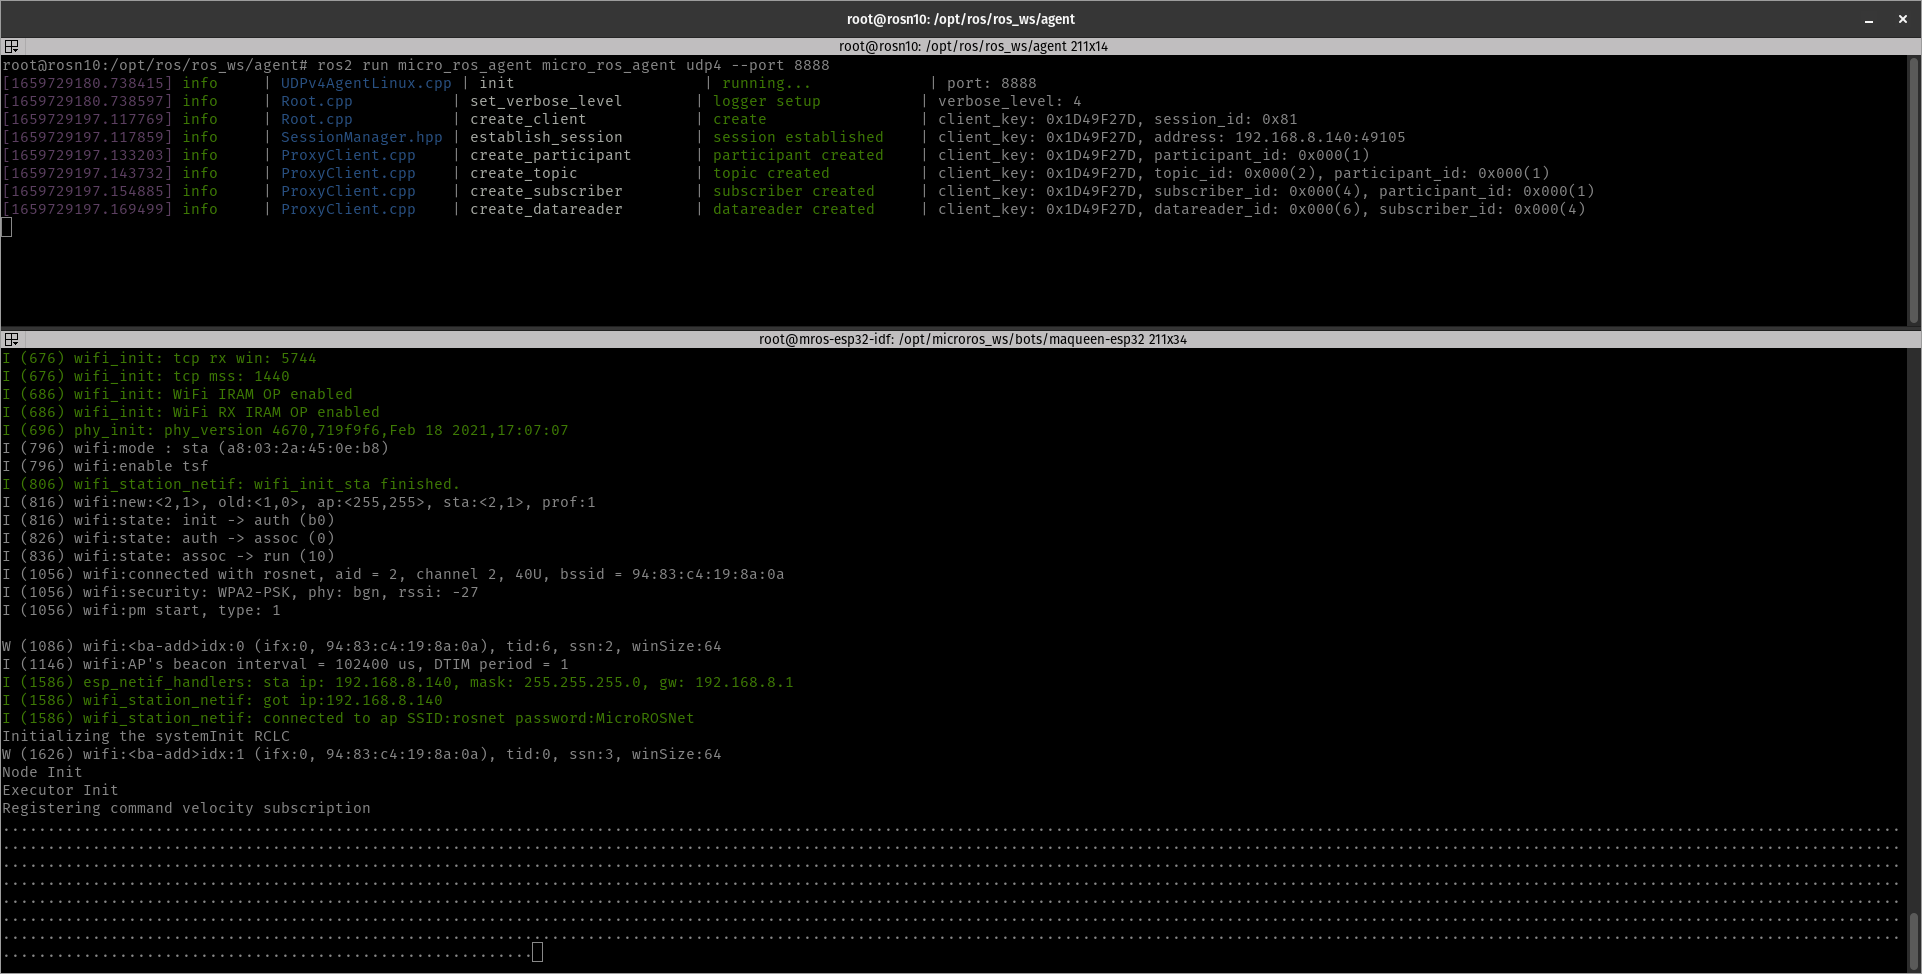 root@rosn10: /opt/ros/ros_ws/agent
root@rosn10: /opt/ros/ros_ws/agent 211x14
root@rosn10:/opt/ros/ros_ws/agent# ros2 run micro_ros_agent micro_ros_agent udp4 --port 8888
[1659729180.738415] info | UDPv4AgentLinux.cpp | init | running... | port: 8888
[1659729180.738597] info | Root.cpp | set_verbose_level | logger setup | verbose_level: 4
[1659729197.117769] info | Root.cpp | create_client | create | client_key: 0x1D49F27D, session_id: 0x81
[1659729197.117859] info | SessionManager.hpp | establish_session | session established | client_key: 0x1D49F27D, address: 192.168.8.140:49105
[1659729197.133203] info | ProxyClient.cpp | create_participant | participant created | client_key: 0x1D49F27D, participant_id: 0x000(1)
[1659729197.143732] info | ProxyClient.cpp | create_topic | topic created | client_key: 0x1D49F27D, topic_id: 0x000(2), participant_id: 0x000(1)
[1659729197.154885] info | ProxyClient.cpp | create_subscriber | subscriber created | client_key: 0x1D49F27D, subscriber_id: 0x000(4), participant_id: 0x000(1)
[1659729197.169499] info | ProxyClient.cpp | create_datareader | datareader created | client_key: 0x1D49F27D, datareader_id: 0x000(6), subscriber_id: 0x000(4)
root@mros-esp32-idf: /opt/microros_ws/bots/maqueen-esp32 211x34
I (676) wifi_init: tcp rx win: 5744
I (676) wifi_init: tcp mss: 1440
I (686) wifi_init: WiFi IRAM OP enabled
I (686) wifi_init: WiFi RX IRAM OP enabled
I (696) phy_init: phy_version 4670,719f9f6,Feb 18 2021,17:07:07
I (796) wifi:mode : sta (a8:03:2a:45:0e:b8)
I (796) wifi:enable tsf
I (806) wifi_station_netif: wifi_init_sta finished.
I (816) wifi:new:<2,1>, old:<1,0>, ap:<255,255>, sta:<2,1>, prof:1
I (816) wifi:state: init -> auth (b0)
I (826) wifi:state: auth -> assoc (0)
I (836) wifi:state: assoc -> run (10)
I (1056) wifi:connected with rosnet, aid = 2, channel 2, 40U, bssid = 94:83:c4:19:8a:0a
I (1056) wifi:security: WPA2-PSK, phy: bgn, rssi: -27
I (1056) wifi:pm start, type: 1
W (1086) wifi:<ba-add>idx:0 (ifx:0, 94:83:c4:19:8a:0a), tid:6, ssn:2, winSize:64
I (1146) wifi:AP's beacon interval = 102400 us, DTIM period = 1
I (1586) esp_netif_handlers: sta ip: 192.168.8.140, mask: 255.255.255.0, gw: 192.168.8.1
I (1586) wifi_station_netif: got ip:192.168.8.140
I (1586) wifi_station_netif: connected to ap SSID:rosnet password:MicroROSNet
Initializing the systemInit RCLC
W (1626) wifi:<ba-add>idx:1 (ifx:0, 94:83:c4:19:8a:0a), tid:0, ssn:3, winSize:64
Node Init
Executor Init
Registering command velocity subscription